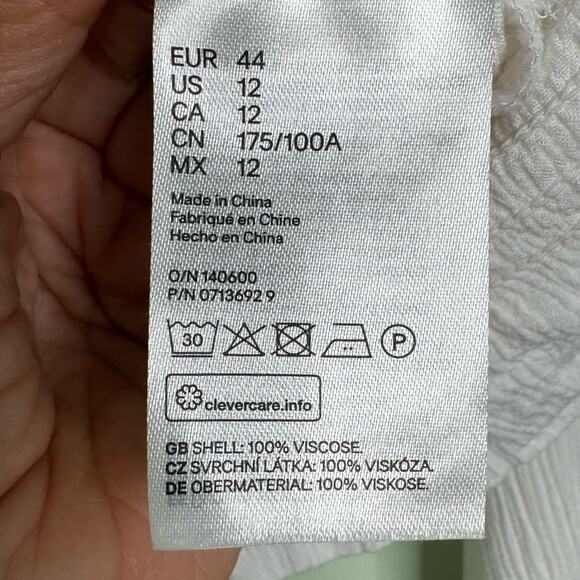 EUR 44
US 12
CA 12
CN 175/100A
MX 12
Made in China
Fabriqué en Chine
Hecho en China
O/N 140600
P/N 0713692 9
30
P
clevercare.info
GB SHELL: 100% VISCOSE.
CZ SVRCHNÍ LÁTKA: 100% VISKÓZA.
DE OBERMATERIAL: 100% VISKOSE.